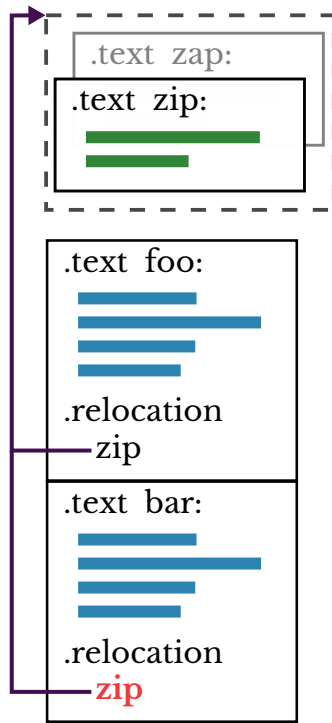 .text zap:
.text zip:
.text foo:
.relocation
zip
.text bar:
.relocation
zip